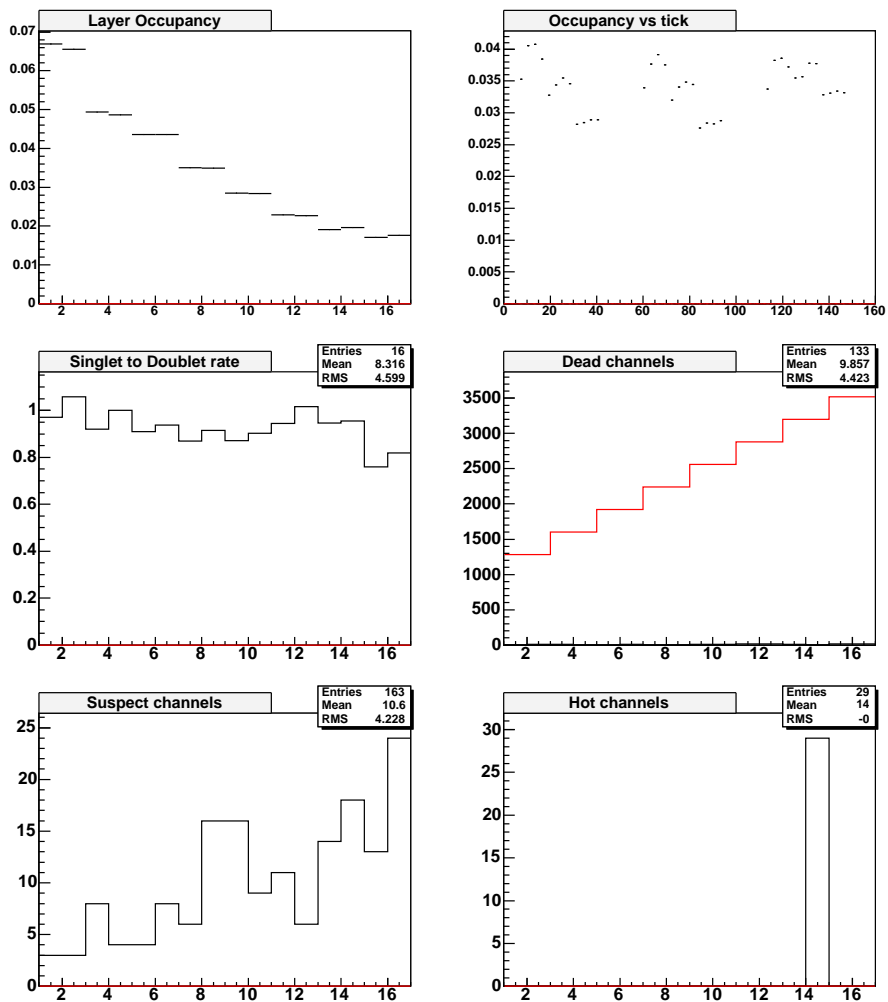 Layer Occupancy
0.07
0.06
0.05
0.04
0.03
0.02
0.01
0
2 4 6 8 10 12 14 16
Occupancy vs tick
0.04
0.035
0.03
0.025
0.02
0.015
0.01
0.005
0
0 20 40 60 80 100 120 140 160
Singlet to Doublet rate
Entries 16
Mean 8.316
RMS 4.599
1
0.8
0.6
0.4
0.2
0
2 4 6 8 10 12 14 16
Dead channels
Entries 133
Mean 9.857
RMS 4.423
3500
3000
2500
2000
1500
1000
500
0
2 4 6 8 10 12 14 16
Suspect channels
Entries 163
Mean 10.6
RMS 4.228
25
20
15
10
5
0
2 4 6 8 10 12 14 16
Hot channels
Entries 29
Mean 14
RMS -0
30
25
20
15
10
5
0
2 4 6 8 10 12 14 16